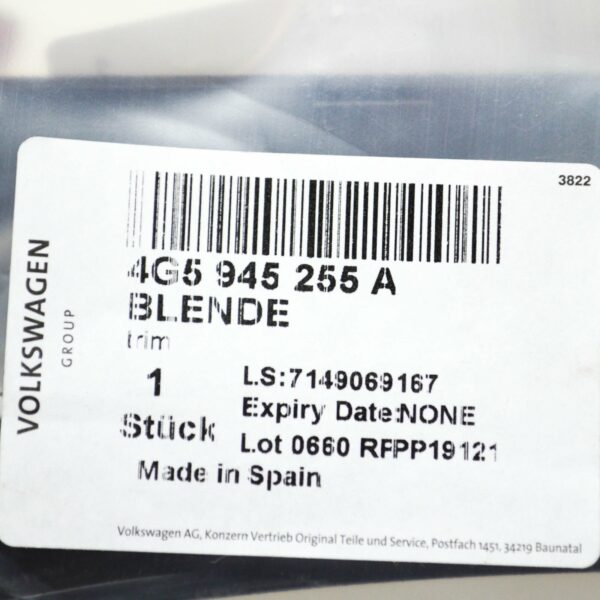 3822
4G5 945 255 A
BLENDE
trim
1
Stück
LS:7149069167
Expiry Date:NONE
Lot 0660 RFPP19121
Made in Spain
VOLKSWAGEN
GROUP
Volkswagen AG, Konzern Vertrieb Original Teile und Service, Postfach 1451, 34219 Baunatal